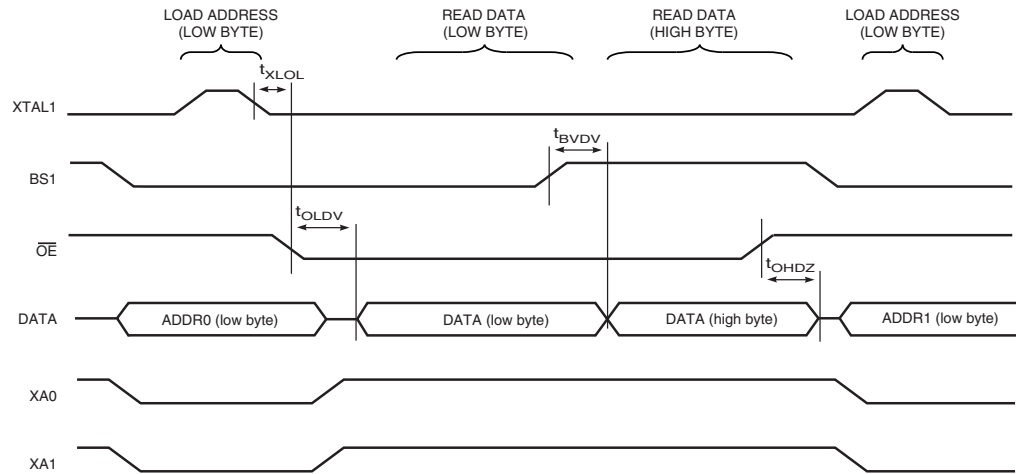 LOAD ADDRESS
(LOW BYTE)
READ DATA
(LOW BYTE)
READ DATA
(HIGH BYTE)
LOAD ADDRESS
(LOW BYTE)
tXLOL
XTAL1
tBVDV
BS1
tOLDV
OE
tOHDZ
DATA
ADDR0 (low byte)
DATA (low byte)
DATA (high byte)
ADDR1 (low byte)
XA0
XA1